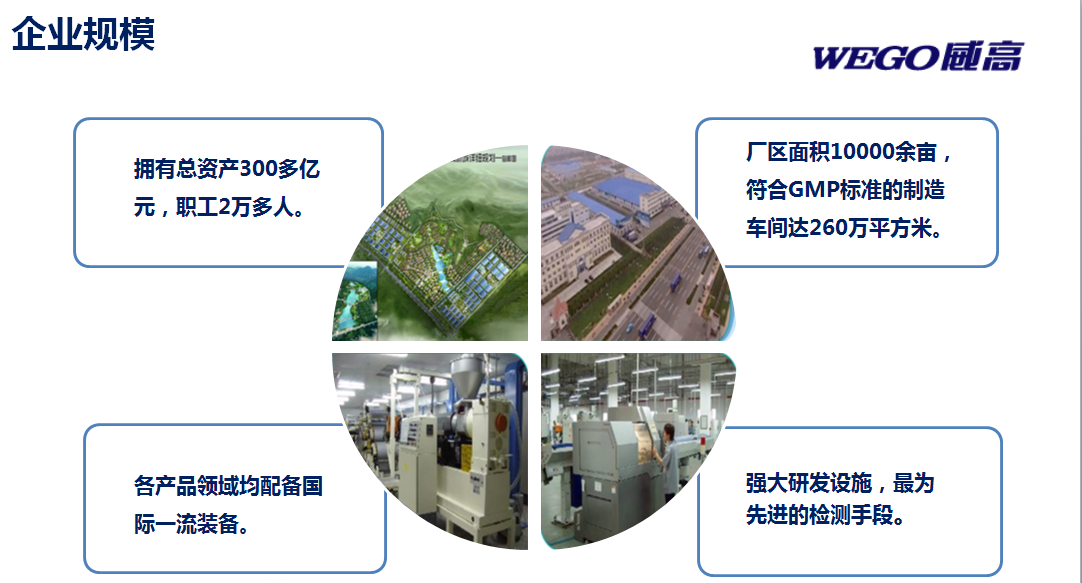 企业规模
WEGO威高
拥有总资产300多亿
元，职工2万多人。
厂区面积10000余亩，
符合GMP标准的制造
车间达260万平方米。
各产品领域均配备国
际一流装备。
强大研发设施，最为
先进的检测手段。